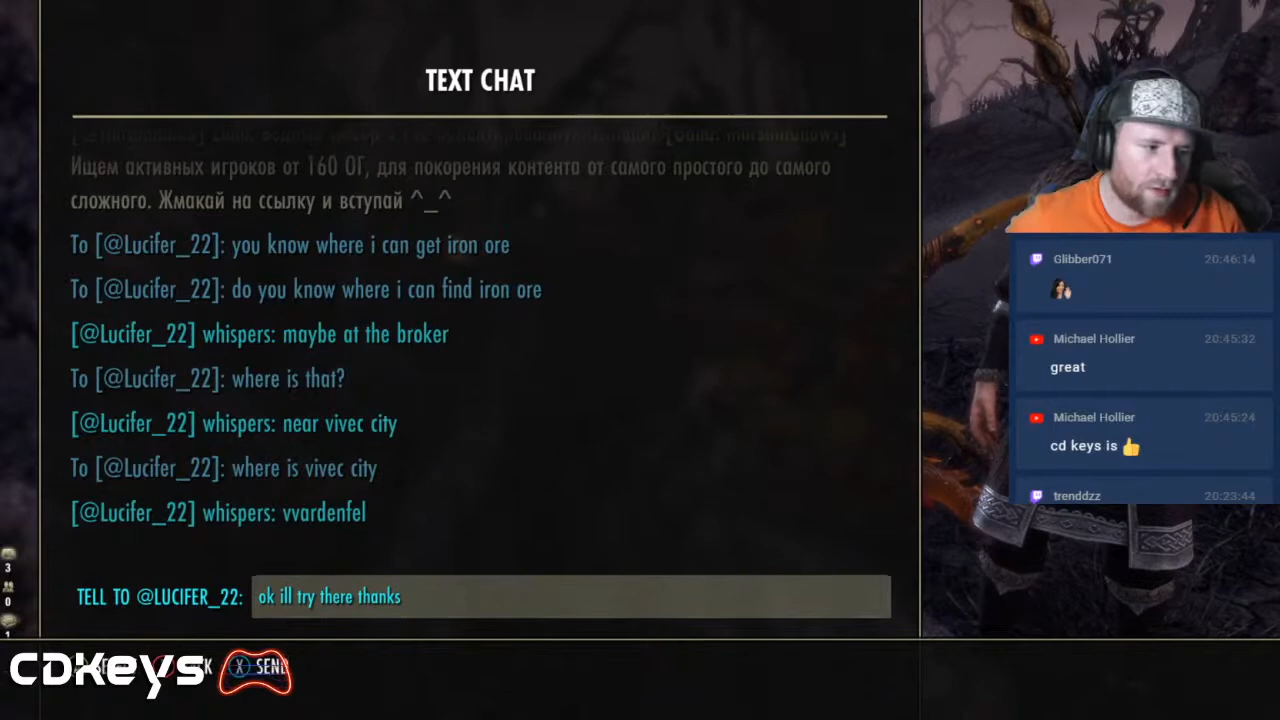 TEXT CHAT
Ищем активных игроков от 160 ОГ, для покорения контента от самого простого до самого
сложного. Жмакай на ссылку и вступай ^_^
To [@Lucifer_22]: you know where i can get iron ore
To [@Lucifer_22]: do you know where i can find iron ore
[@Lucifer_22] whispers: maybe at the broker
To [@Lucifer_22]: where is that?
[@Lucifer_22] whispers: near vivec city
To [@Lucifer_22]: where is vivec city
[@Lucifer_22] whispers: vvardenfel
TELL TO @LUCIFER_22: ok ill try there thanks
3
0
1
CDKeys
X SEND
Glibber071 20:46:14
Michael Hollier 20:45:32
great
Michael Hollier 20:45:24
cd keys is 👍
trenddzz 20:23:44